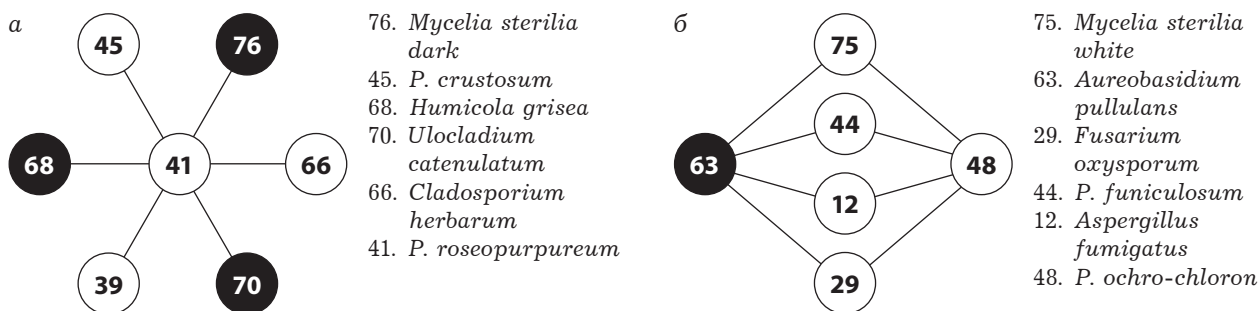 а
45
76
68
41
66
39
70
76. Mycelia sterilia
dark
45. P. crustosum
68. Humicola grisea
70. Ulocladium
catenulatum
66. Cladosporium
herbarum
41. P. roseopurpureum
б
75
44
63
48
12
29
75. Mycelia sterilia
white
63. Aureobasidium
pullulans
29. Fusarium
oxysporum
44. P. funiculosum
12. Aspergillus
fumigatus
48. P. ochro-chloron